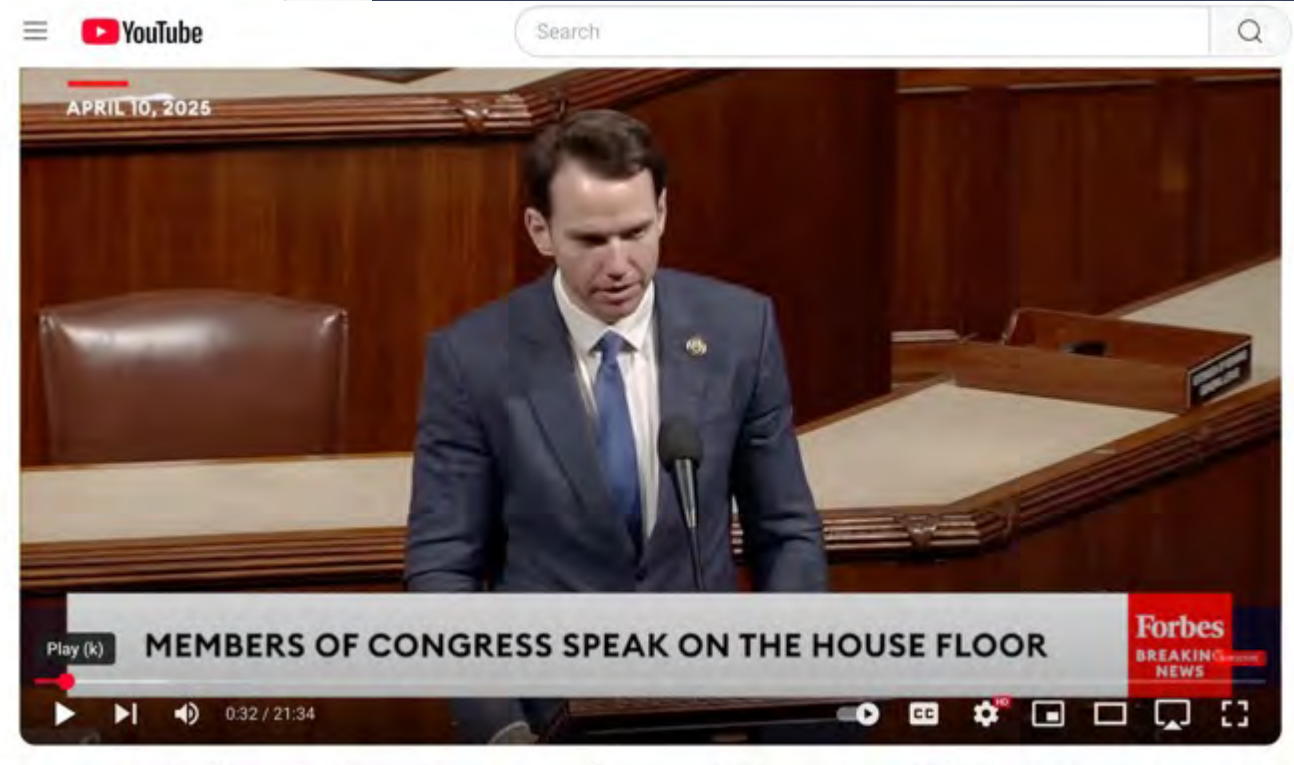 YouTube
Search
APRIL 10, 2025
MEMBERS OF CONGRESS SPEAK ON THE HOUSE FLOOR
Forbes
BREAKING
NEWS
Play (k)
0:32 / 21:34
CC
HD